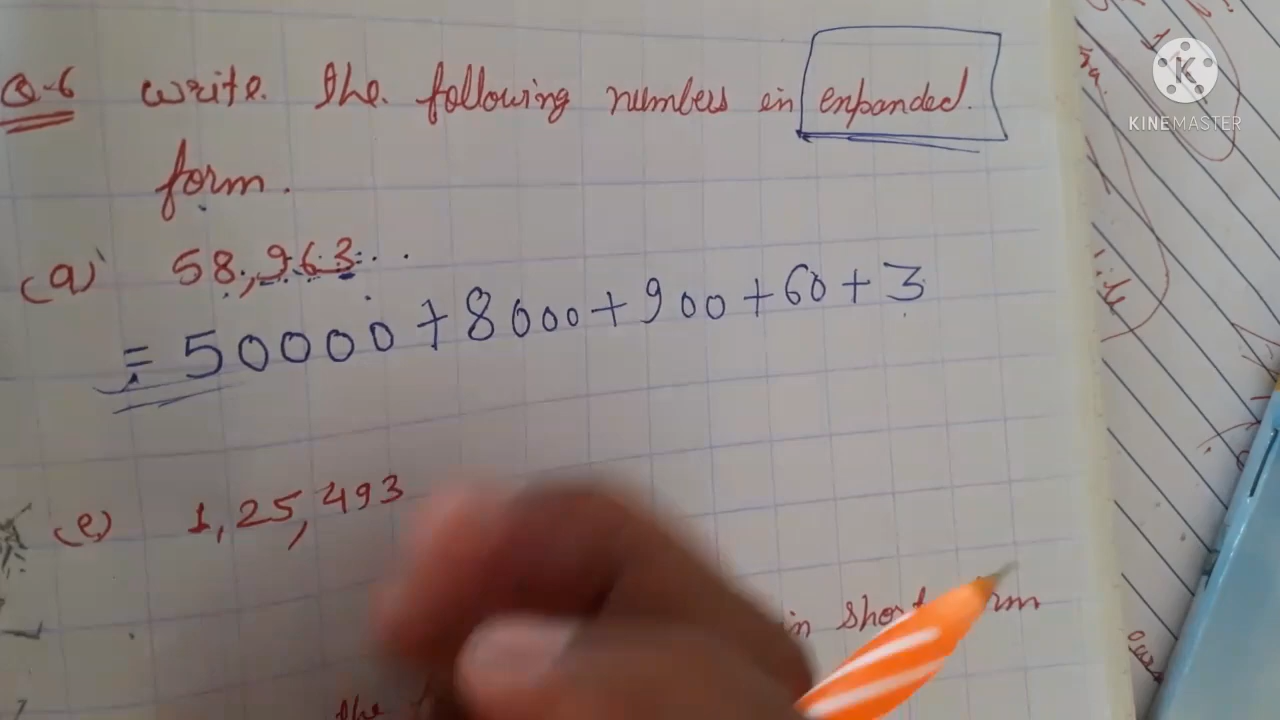 Q-6 write the following numbers in expanded
form.
(a) 58,963
= 50000 + 8000 + 900 + 60 + 3
(e) 1,25,493
in short form
the
KINEMASTER